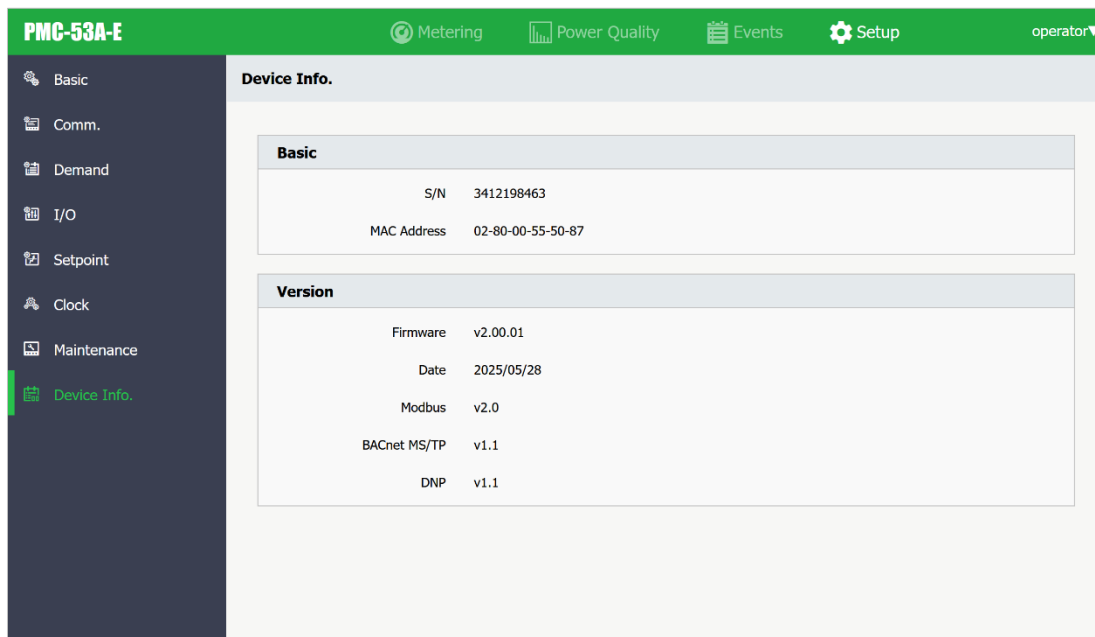 PMC-53A-E Metering Power Quality Events Setup operator▼
Basic
Comm.
Demand
I/O
Setpoint
Clock
Maintenance
Device Info.
Device Info.
Basic
S/N 3412198463
MAC Address 02-80-00-55-50-87
Version
Firmware v2.00.01
Date 2025/05/28
Modbus v2.0
BACnet MS/TP v1.1
DNP v1.1